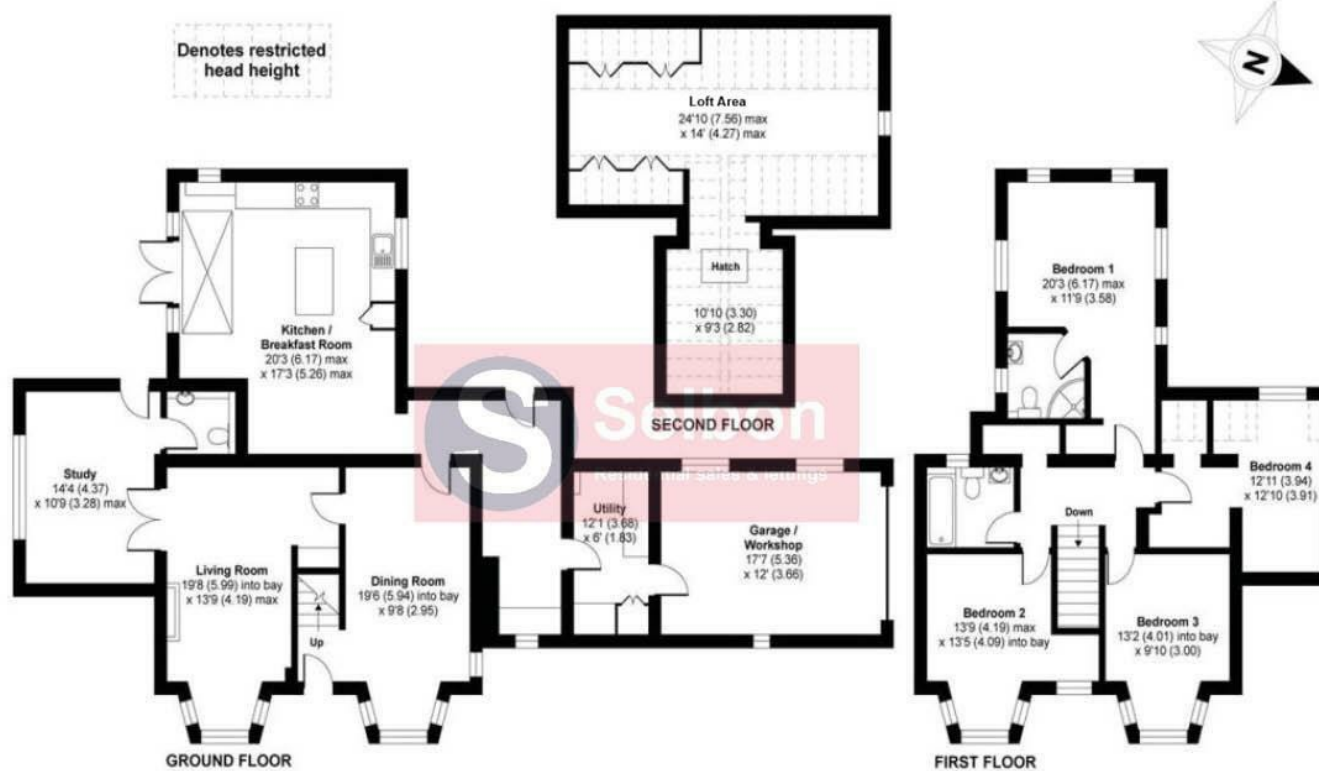 Denotes restricted
head height
N
Loft Area
24'10 (7.56) max
x 14' (4.27) max
Hatch
10'10 (3.30)
x 9'3 (2.82)
SECOND FLOOR
Kitchen /
Breakfast Room
20'3 (6.17) max
x 17'3 (5.26) max
Study
14'4 (4.37)
x 10'9 (3.28) max
Living Room
19'8 (5.99) into bay
x 13'9 (4.19) max
Up
Dining Room
19'6 (5.94) into bay
x 9'8 (2.95)
Utility
12'1 (3.68)
x 6' (1.83)
Garage /
Workshop
17'7 (5.36)
x 12' (3.66)
GROUND FLOOR
S
Selbon
Residential sales & lettings
Bedroom 1
20'3 (6.17) max
x 11'9 (3.58)
Bedroom 4
12'11 (3.94)
x 12'10 (3.91)
Down
Bedroom 2
13'9 (4.19) max
x 13'5 (4.09) into bay
Bedroom 3
13'2 (4.01) into bay
x 9'10 (3.00)
FIRST FLOOR